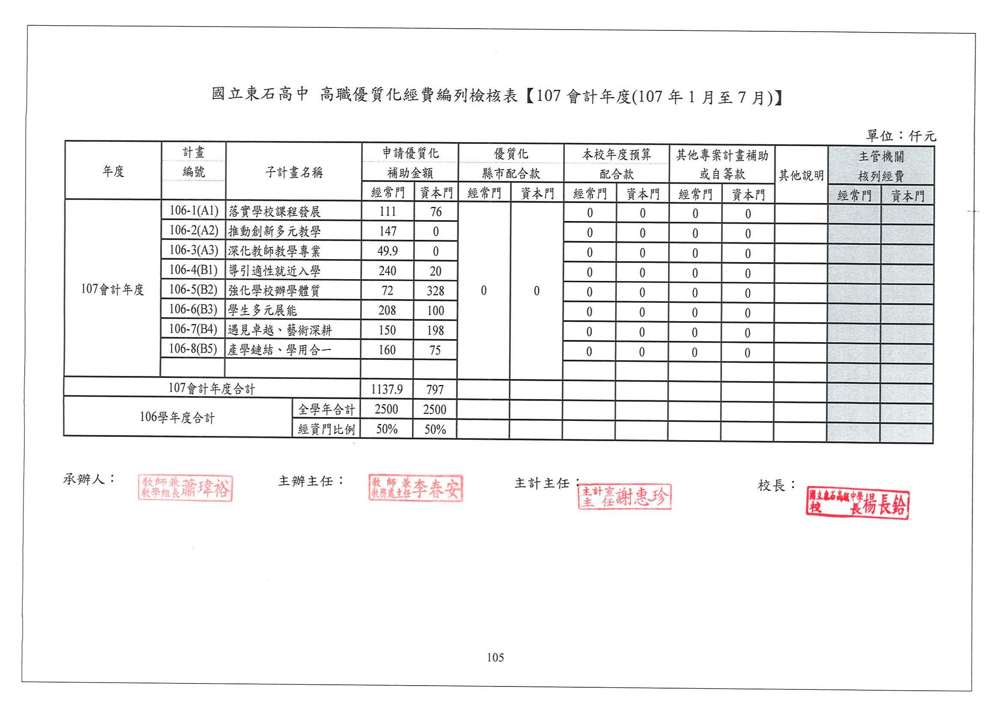 國立東石高中 高職優質化經費編列檢核表【107 會計年度(107 年 1 月至 7 月)】
單位：仟元
年度 計畫編號 子計畫名稱 申請優質化補助金額 優質化縣市配合款 本校年度預算配合款 其他專案計畫補助或自籌款 其他說明 主管機關核列經費
經常門 資本門 經常門 資本門 經常門 資本門 經常門 資本門 經常門 資本門
107會計年度
106-1(A1) 落實學校課程發展 111 76 0 0 0 0
106-2(A2) 推動創新多元教學 147 0 0 0 0 0
106-3(A3) 深化教師教學專業 49.9 0 0 0 0 0
106-4(B1) 導引適性就近入學 240 20 0 0 0 0
106-5(B2) 強化學校辦學體質 72 328 0 0 0 0 0 0
106-6(B3) 學生多元展能 208 100 0 0 0 0
106-7(B4) 遇見卓越、藝術深耕 150 198 0 0 0 0
106-8(B5) 產學鏈結、學用合一 160 75 0 0 0 0
107會計年度合計 1137.9 797
106學年度合計 全學年合計 2500 2500
經資門比例 50% 50%
承辦人： 教師兼教學組長蕭瑋裕 主辦主任： 教師兼教務處主任李春安 主計主任： 主計室主任謝惠珍 校長： 國立東石高級中學校長楊長鈶
105